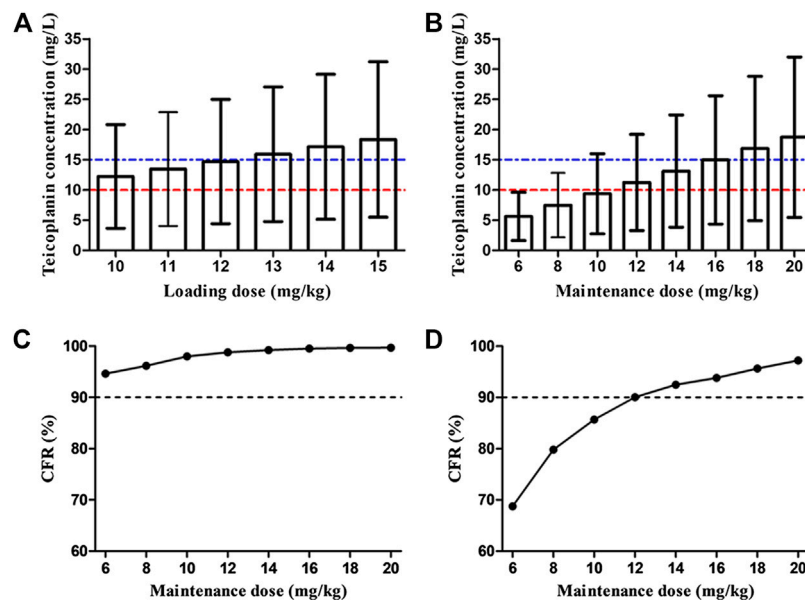 A
Teicoplanin concentration (mg/L)
35
30
25
20
15
10
5
0
10 11 12 13 14 15
Loading dose (mg/kg)
B
Teicoplanin concentration (mg/L)
35
30
25
20
15
10
5
0
6 8 10 12 14 16 18 20
Maintenance dose (mg/kg)
C
CFR (%)
100
90
80
70
60
6 8 10 12 14 16 18 20
Maintenance dose (mg/kg)
D
CFR (%)
100
90
80
70
60
6 8 10 12 14 16 18 20
Maintenance dose (mg/kg)